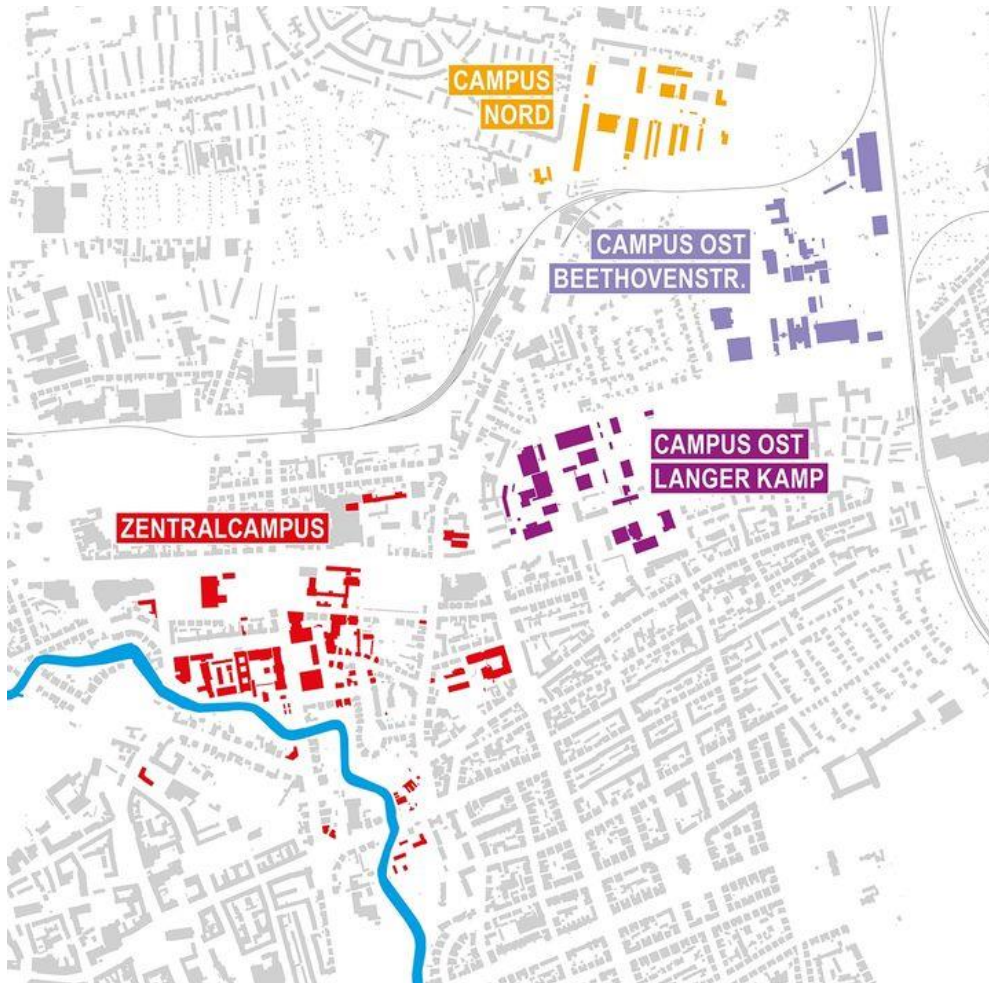 CAMPUS
NORD
CAMPUS OST
BEETHOVENSTR.
CAMPUS OST
LANGER KAMP
ZENTRALCAMPUS